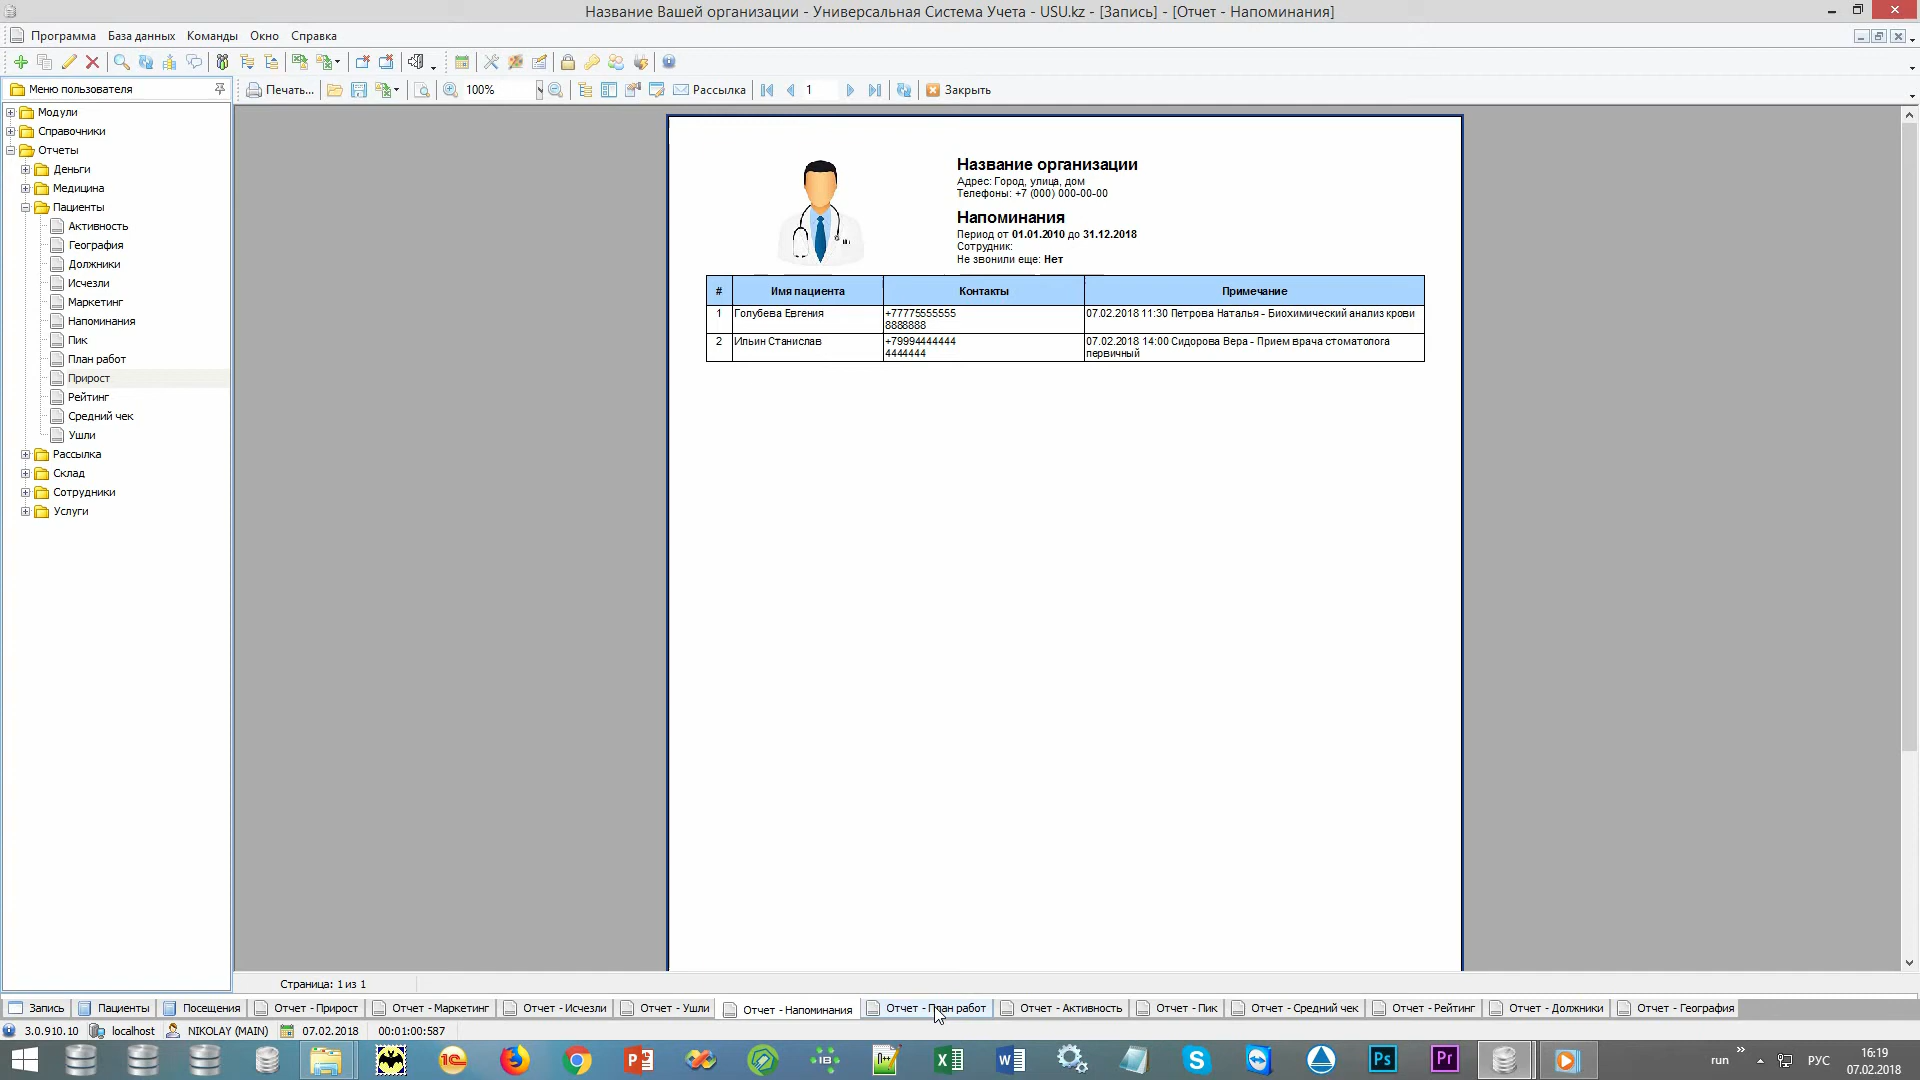 Название Вашей организации - Универсальная Система Учета - USU.kz - [Запись] - [Отчет - Напоминания]
Программа База данных Команды Окно Справка
Меню пользователя
Печать... 100% Рассылка 1 Закрыть
Модули
Справочники
Отчеты
Деньги
Медицина
Пациенты
Активность
География
Должники
Исчезли
Маркетинг
Напоминания
Пик
План работ
Прирост
Рейтинг
Средний чек
Ушли
Рассылка
Склад
Сотрудники
Услуги
Название организации
Адрес: Город, улица, дом
Телефоны: +7 (000) 000-00-00
Напоминания
Период от 01.01.2010 до 31.12.2018
Сотрудник:
Не звонили еще: Нет
# Имя пациента Контакты Примечание
1 Голубева Евгения +77775555555 07.02.2018 11:30 Петрова Наталья - Биохимический анализ крови
8888888
2 Ильин Станислав +79994444444 07.02.2018 14:00 Сидорова Вера - Прием врача стоматолога
4444444 первичный
Страница: 1 из 1
Запись Пациенты Посещения Отчет - Прирост Отчет - Маркетинг Отчет - Исчезли Отчет - Ушли Отчет - Напоминания Отчет - План работ Отчет - Активность Отчет - Пик Отчет - Средний чек Отчет - Рейтинг Отчет - Должники Отчет - География
3.0.910.10 localhost NIKOLAY (MAIN) 07.02.2018 00:01:00:587
1c P iB X W S Ps Pr run » РУС 16:19
07.02.2018